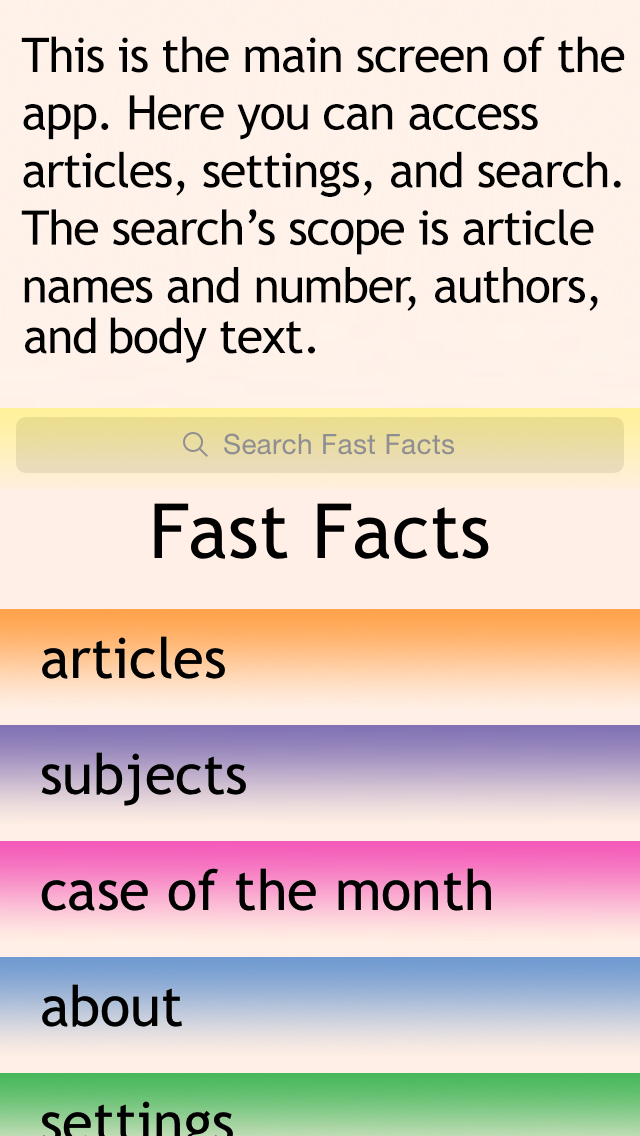 This is the main screen of the
app. Here you can access
articles, settings, and search.
The search’s scope is article
names and number, authors,
and body text.
Search Fast Facts
Fast Facts
articles
subjects
case of the month
about
settings